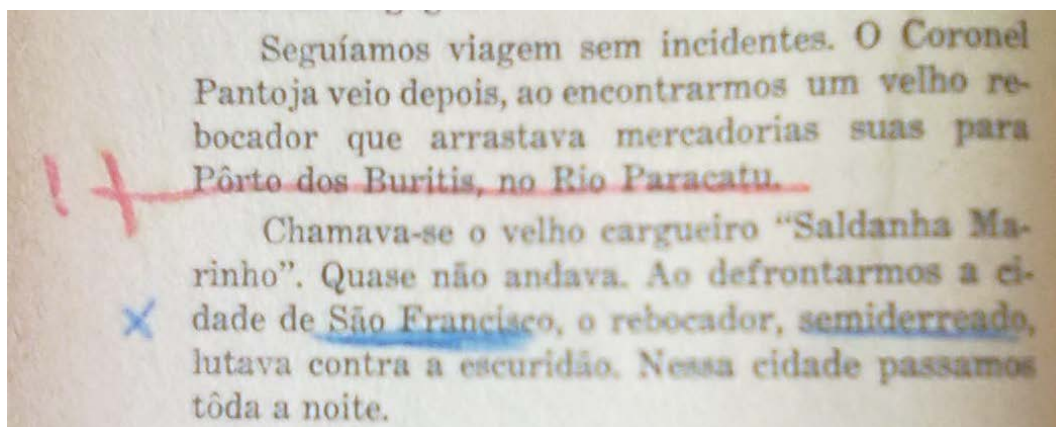 Seguíamos viagem sem incidentes. O Coronel
Pantoja veio depois, ao encontrarmos um velho re-
bocador que arrastava mercadorias suas para
Pôrto dos Buritis, no Rio Paracatu.
Chamava-se o velho cargueiro “Saldanha Ma-
rinho”. Quase não andava. Ao defrontarmos a ci-
dade de São Francisco, o rebocador, semiderreado,
lutava contra a escuridão. Nessa cidade passamos
tôda a noite.